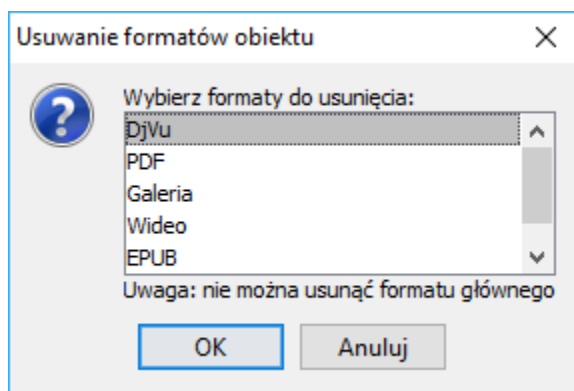 Usuwanie formatów obiektu
Wybierz formaty do usunięcia:
DjVu
PDF
Galeria
Wideo
EPUB
Uwaga: nie można usunąć formatu głównego
OK
Anuluj